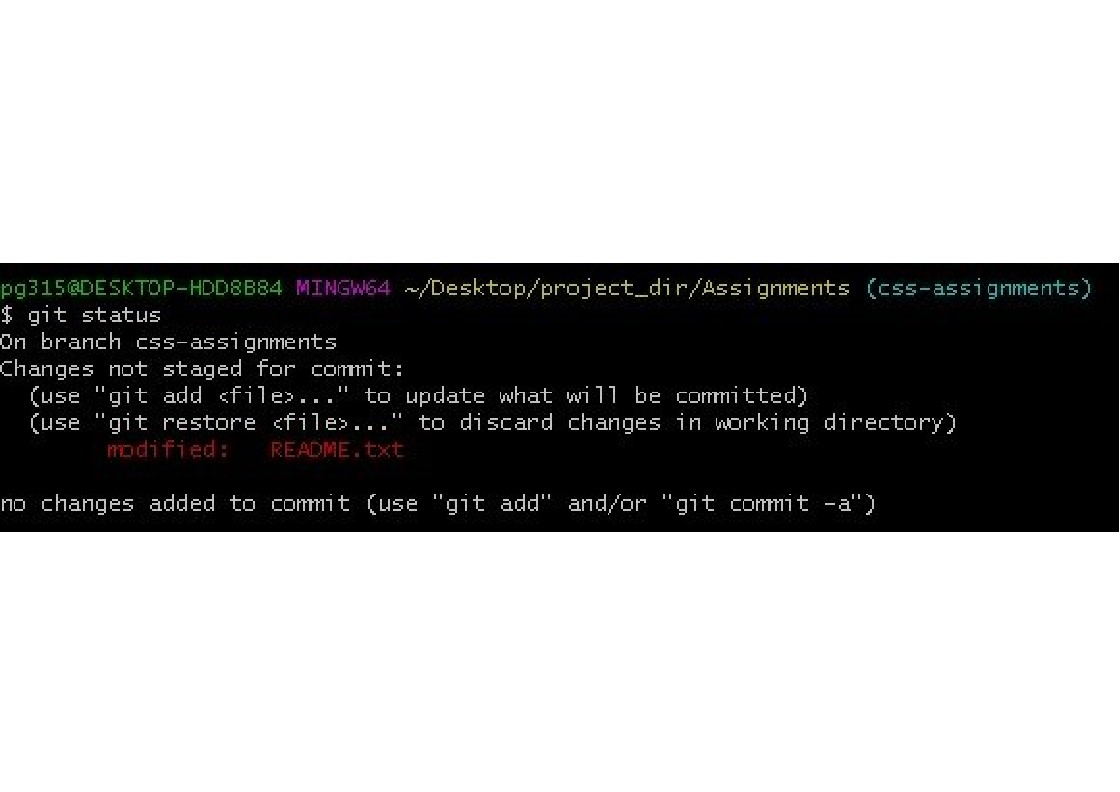 pg315@DESKTOP-HDD8B84 MINGW64 ~/Desktop/project_dir/Assignments (css-assignments)
$ git status
On branch css-assignments
Changes not staged for commit:
  (use "git add <file>..." to update what will be committed)
  (use "git restore <file>..." to discard changes in working directory)
        modified:   README.txt

no changes added to commit (use "git add" and/or "git commit -a")